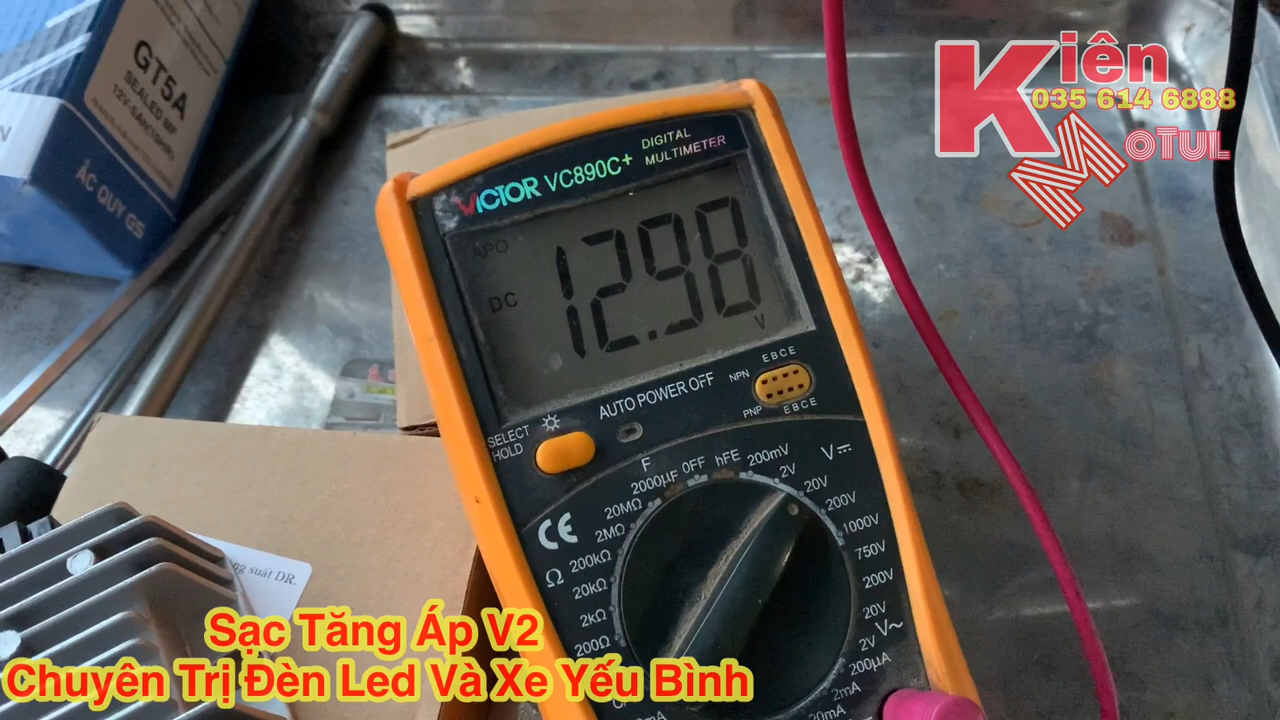 GT5A
SEALED MF
12V-5AH(10HR)
ẮC QUY GS
Kiên
035 614 6888
MOTUL
VICTOR VC890C+
DIGITAL
MULTIMETER
APO
DC
12.98
V
AUTO POWER OFF
EBCE
NPN
PNP
EBCE
SELECT
HOLD
F
2000µF
OFF
hFE
200mV
2V
V
20V
200V
1000V
750V
200V
20V
2V
V~
200µA
2mA
20mA
20MΩ
2MΩ
200kΩ
Ω
20kΩ
2kΩ
200Ω
CE
suất DR.
Sạc Tăng Áp V2
Chuyên Trị Đèn Led Và Xe Yếu Bình